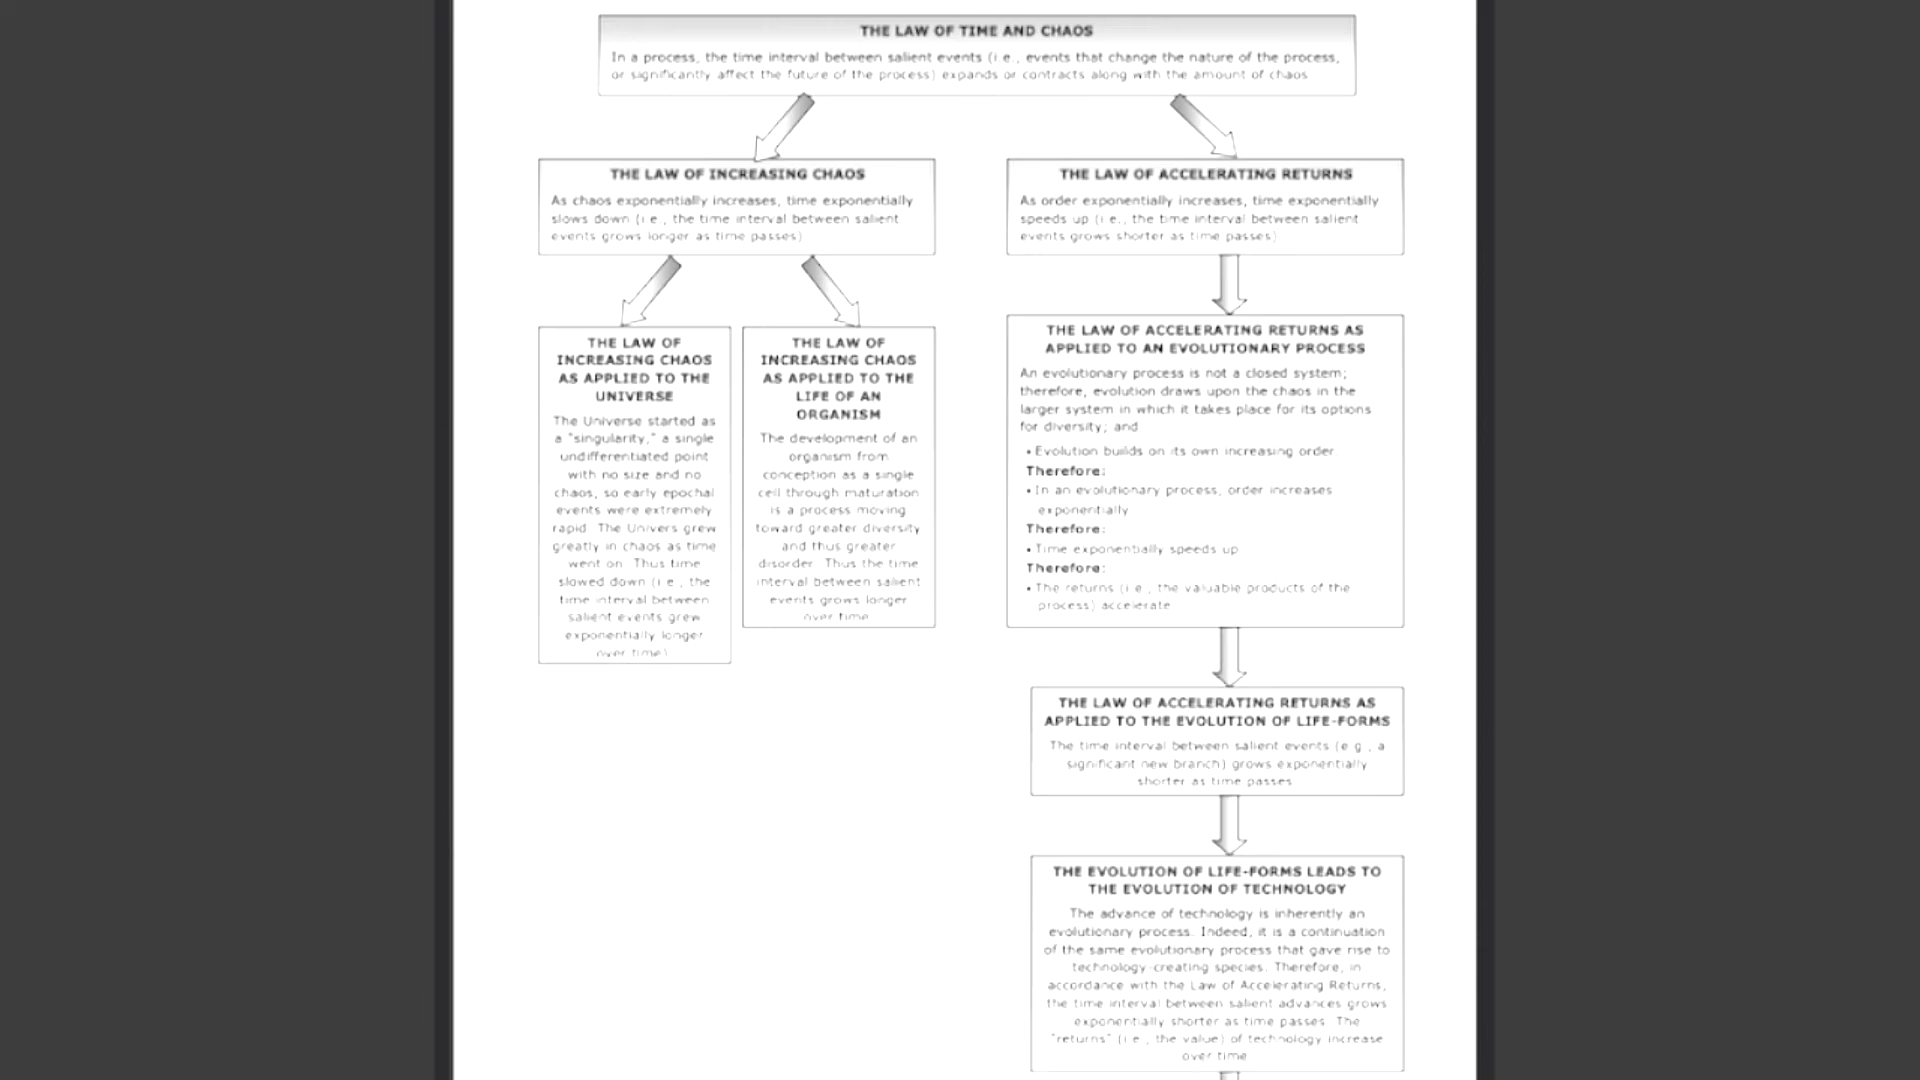 THE LAW OF TIME AND CHAOS
In a process, the time interval between salient events (i.e., events that change the nature of the process,
or significantly affect the future of the process) expands or contracts along with the amount of chaos
THE LAW OF INCREASING CHAOS
As chaos exponentially increases, time exponentially
slows down (i.e., the time interval between salient
events grows longer as time passes)
THE LAW OF INCREASING CHAOS
AS APPLIED TO THE
UNIVERSE
The Universe started as
a "singularity," a single
undifferentiated point
with no size and no
chaos, so early epochal
events were extremely
rapid. The Univers grew
greatly in chaos as time
went on. Thus time
slowed down (i.e., the
time interval between
salient events grew
exponentially longer
over time)
THE LAW OF
INCREASING CHAOS
AS APPLIED TO THE
LIFE OF AN
ORGANISM
The development of an
organism from
conception as a single
cell through maturation
is a process moving
toward greater diversity
and thus greater
disorder. Thus the time
interval between salient
events grows longer
over time
THE LAW OF ACCELERATING RETURNS
As order exponentially increases, time exponentially
speeds up (i.e., the time interval between salient
events grows shorter as time passes)
THE LAW OF ACCELERATING RETURNS AS
APPLIED TO AN EVOLUTIONARY PROCESS
An evolutionary process is not a closed system;
therefore, evolution draws upon the chaos in the
larger system in which it takes place for its options
for diversity; and
• Evolution builds on its own increasing order
Therefore:
• In an evolutionary process, order increases
exponentially
Therefore:
• Time exponentially speeds up
Therefore:
• The returns (i.e., the valuable products of the
process) accelerate
THE LAW OF ACCELERATING RETURNS AS
APPLIED TO THE EVOLUTION OF LIFE-FORMS
The time interval between salient events (e.g., a
significant new branch) grows exponentially
shorter as time passes
THE EVOLUTION OF LIFE-FORMS LEADS TO
THE EVOLUTION OF TECHNOLOGY
The advance of technology is inherently an
evolutionary process. Indeed, it is a continuation
of the same evolutionary process that gave rise to
technology-creating species. Therefore, in
accordance with the Law of Accelerating Returns,
the time interval between salient advances grows
exponentially shorter as time passes. The
"returns" (i.e., the value) of technology increase
over time